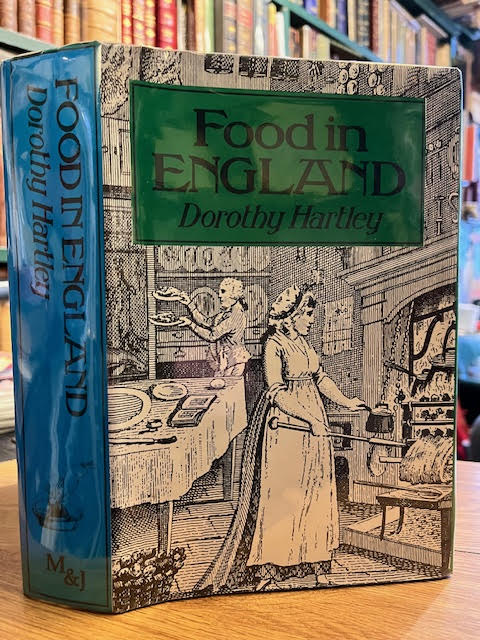 Food in
ENGLAND
Dorothy Hartley
FOOD IN ENGLAND
Dorothy Hartley
M&J